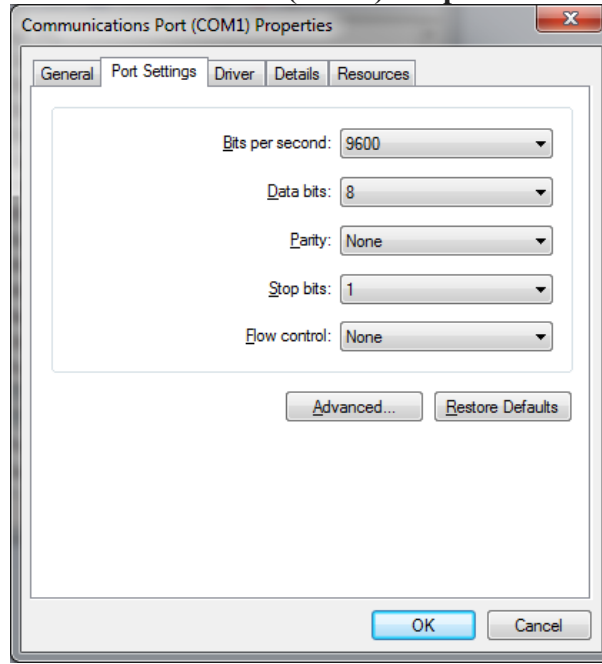 Communications Port (COM1) Properties
General Port Settings Driver Details Resources
Bits per second: 9600
Data bits: 8
Parity: None
Stop bits: 1
Flow control: None
Advanced... Restore Defaults
OK Cancel